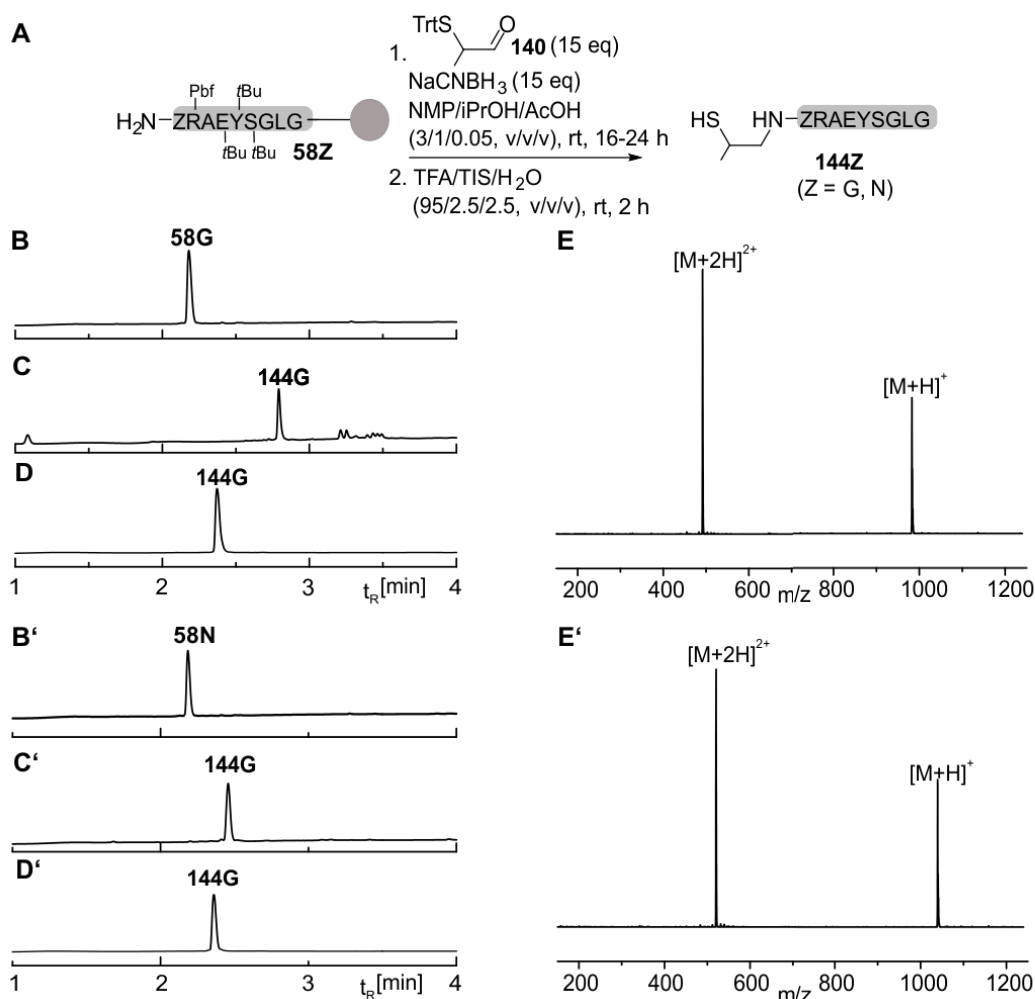 A
TrtS
O
1.
140 (15 eq)
NaCNBH3 (15 eq)
NMP/iPrOH/AcOH
(3/1/0.05, v/v/v), rt, 16-24 h
2. TFA/TIS/H2O
(95/2.5/2.5, v/v/v), rt, 2 h
Pbf
tBu
H2N
ZRAEYSGLG
tBu
tBu
58Z
HS
HN
ZRAEYSGLG
144Z
(Z = G, N)
B
58G
C
144G
D
144G
1 2 3 4
tR[min]
E
[M+2H]2+
[M+H]+
200 400 600 800 1000 1200
m/z
B'
58N
C'
144G
D'
144G
1 2 3 4
tR[min]
E'
[M+2H]2+
[M+H]+
200 400 600 800 1000 1200
m/z